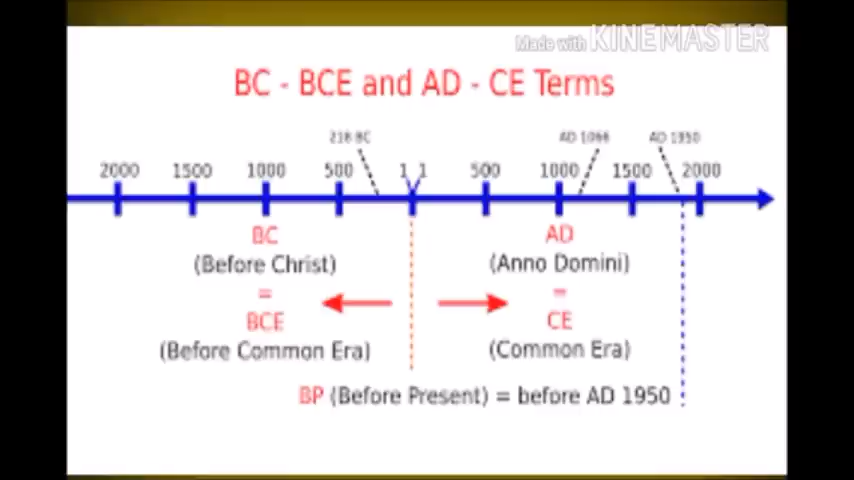 Made with KINEMASTER
BC - BCE and AD - CE Terms
218 BC AD 1066 AD 1950
2000 1500 1000 500 1 1 500 1000 1500 2000
BC AD
(Before Christ) (Anno Domini)
= =
BCE CE
(Before Common Era) (Common Era)
BP (Before Present) = before AD 1950